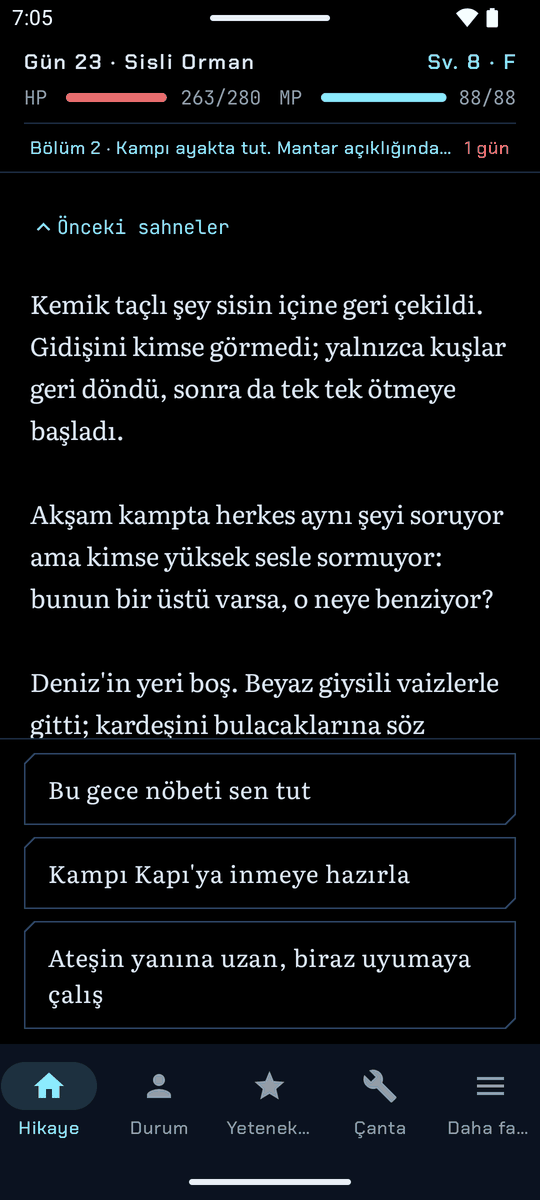 7:05
Gün 23 · Sisli Orman Sv. 8 · F
HP 263/280 MP 88/88
Bölüm 2 · Kampı ayakta tut. Mantar açıklığında... 1 gün
Önceki sahneler
Kemik taçlı şey sisin içine geri çekildi.
Gidişini kimse görmedi; yalnızca kuşlar
geri döndü, sonra da tek tek ötmeye
başladı.
Akşam kampta herkes aynı şeyi soruyor
ama kimse yüksek sesle sormuyor:
bunun bir üstü varsa, o neye benziyor?
Deniz'in yeri boş. Beyaz giysili vaizlerle
gitti; kardeşini bulacaklarına söz
Bu gece nöbeti sen tut
Kampı Kapı'ya inmeye hazırla
Ateşin yanına uzan, biraz uyumaya
çalış
Hikaye Durum Yetenek... Çanta Daha fa...